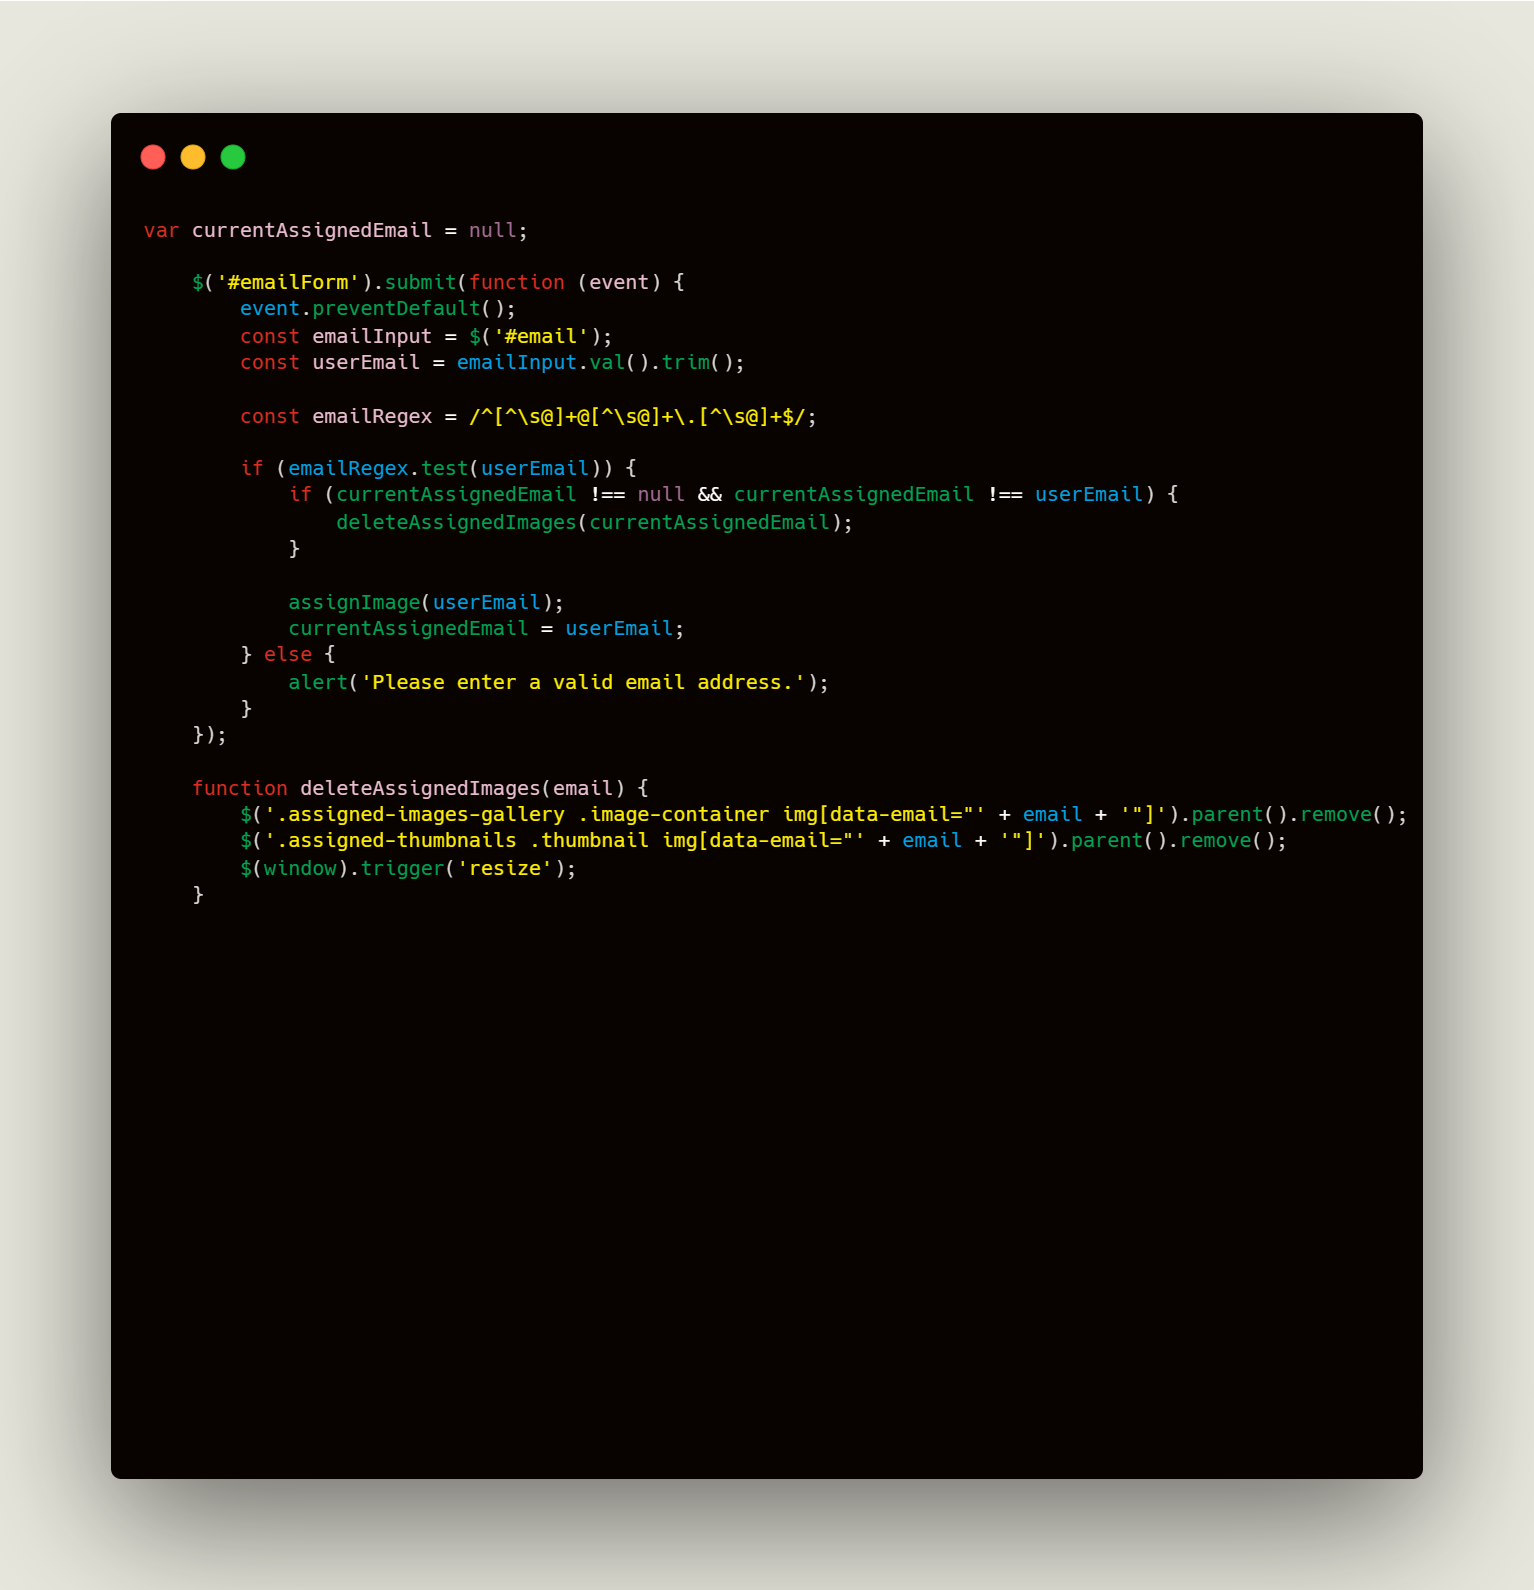 var currentAssignedEmail = null;

    $('#emailForm').submit(function (event) {
        event.preventDefault();
        const emailInput = $('#email');
        const userEmail = emailInput.val().trim();

        const emailRegex = /^[^\s@]+@[^\s@]+\.[^\s@]+$/;

        if (emailRegex.test(userEmail)) {
            if (currentAssignedEmail !== null && currentAssignedEmail !== userEmail) {
                deleteAssignedImages(currentAssignedEmail);
            }

            assignImage(userEmail);
            currentAssignedEmail = userEmail;
        } else {
            alert('Please enter a valid email address.');
        }
    });

    function deleteAssignedImages(email) {
        $('.assigned-images-gallery .image-container img[data-email="' + email + '"]').parent().remove();
        $('.assigned-thumbnails .thumbnail img[data-email="' + email + '"]').parent().remove();
        $(window).trigger('resize');
    }